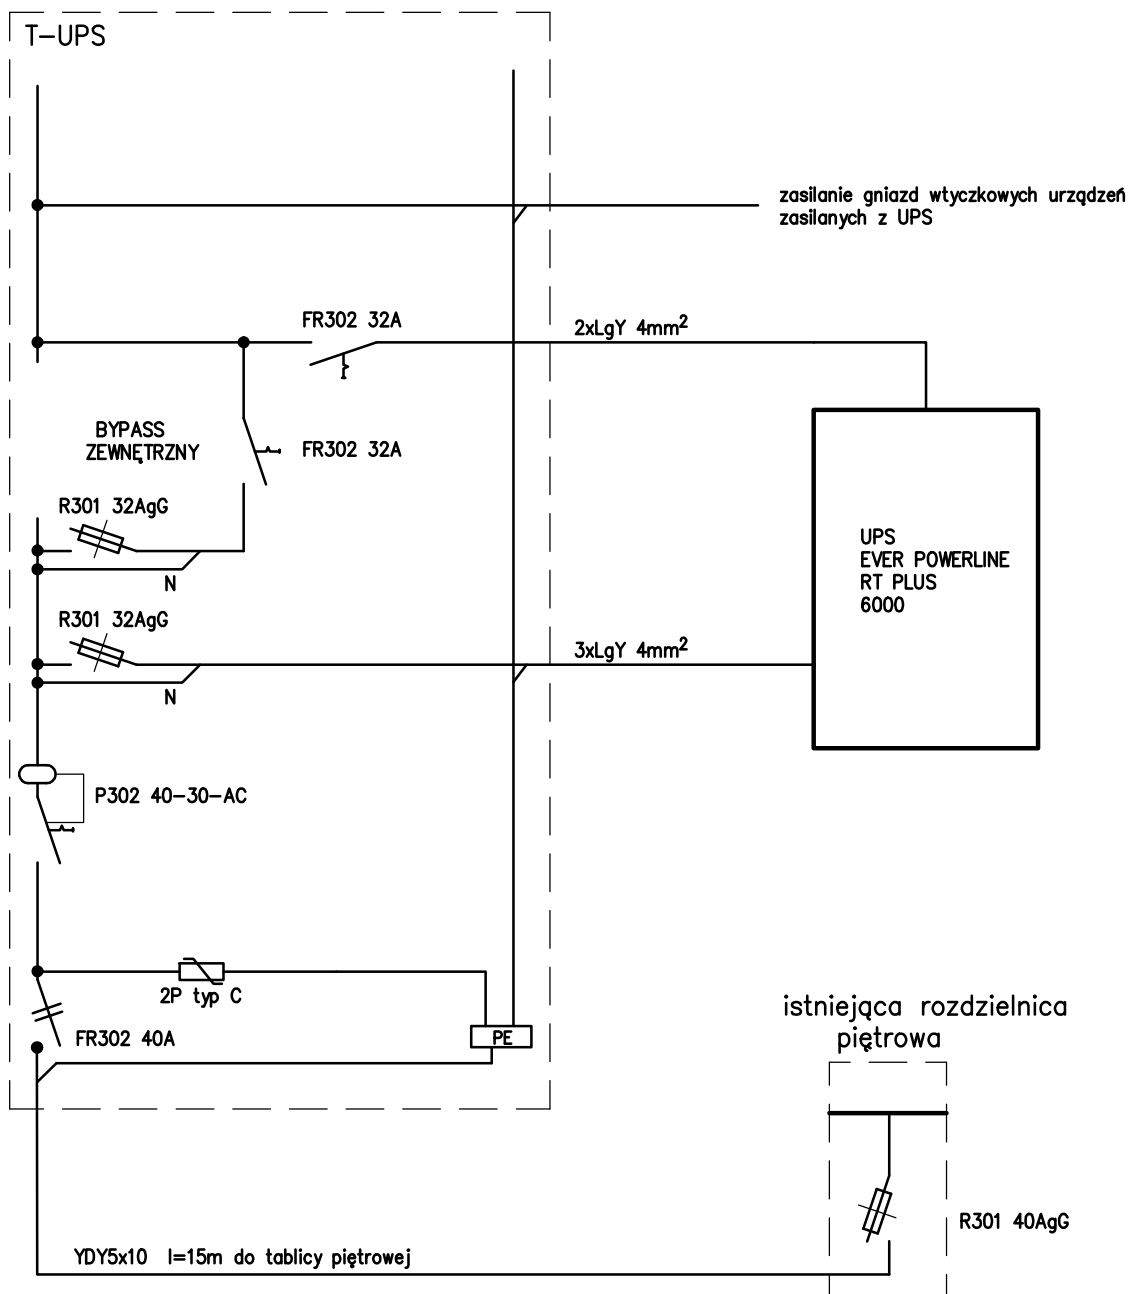 T-UPS
zasilanie gniazd wtyczkowych urządzeń
zasilanych z UPS
FR302 32A
2xLgY 4mm²
BYPASS
ZEWNĘTRZNY
FR302 32A
R301 32AgG
N
UPS
EVER POWERLINE
RT PLUS
6000
R301 32AgG
3xLgY 4mm²
N
P302 40-30-AC
2P typ C
FR302 40A
PE
istniejąca rozdzielnica
piętrowa
R301 40AgG
YDY5x10 l=15m do tablicy piętrowej